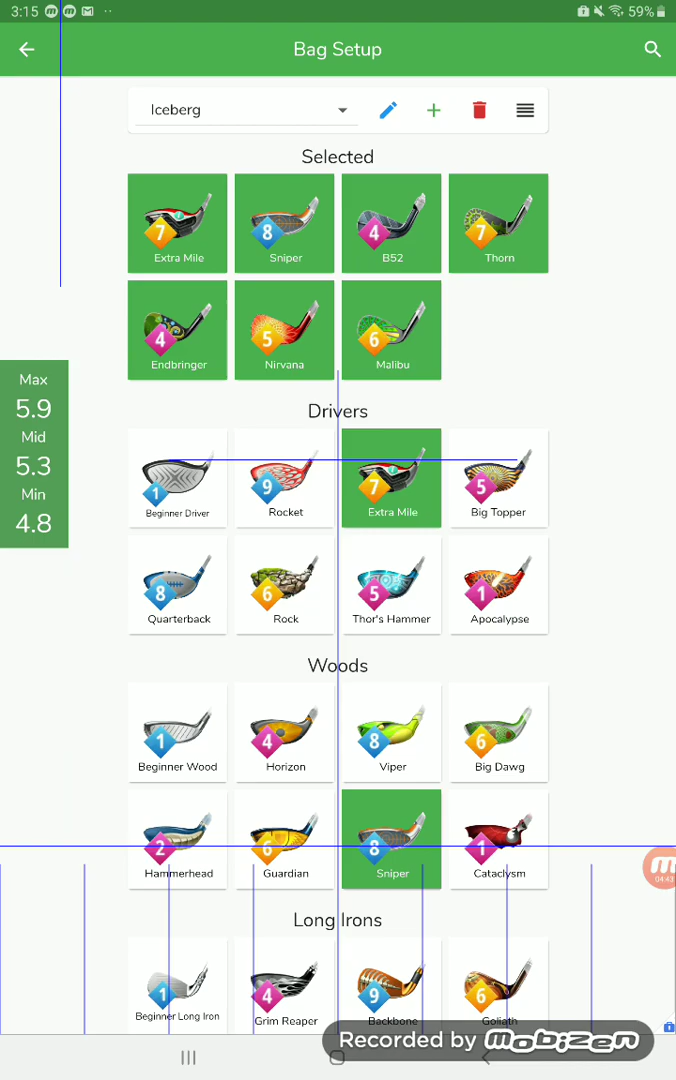 3:15
59%
Bag Setup
Iceberg
Selected
7 8 4 7
Extra Mile Sniper B52 Thorn
4 5 6
Endbringer Nirvana Malibu
Max
5.9
Mid
5.3
Min
4.8
Drivers
1 9 7 5
Beginner Driver Rocket Extra Mile Big Topper
8 6 5 1
Quarterback Rock Thor's Hammer Apocalypse
Woods
1 4 8 6
Beginner Wood Horizon Viper Big Dawg
2 6 8 1
Hammerhead Guardian Sniper Cataclysm
04:43
Long Irons
1 4 9 6
Beginner Long Iron Grim Reaper Backbone Goliath
Recorded by mobizen